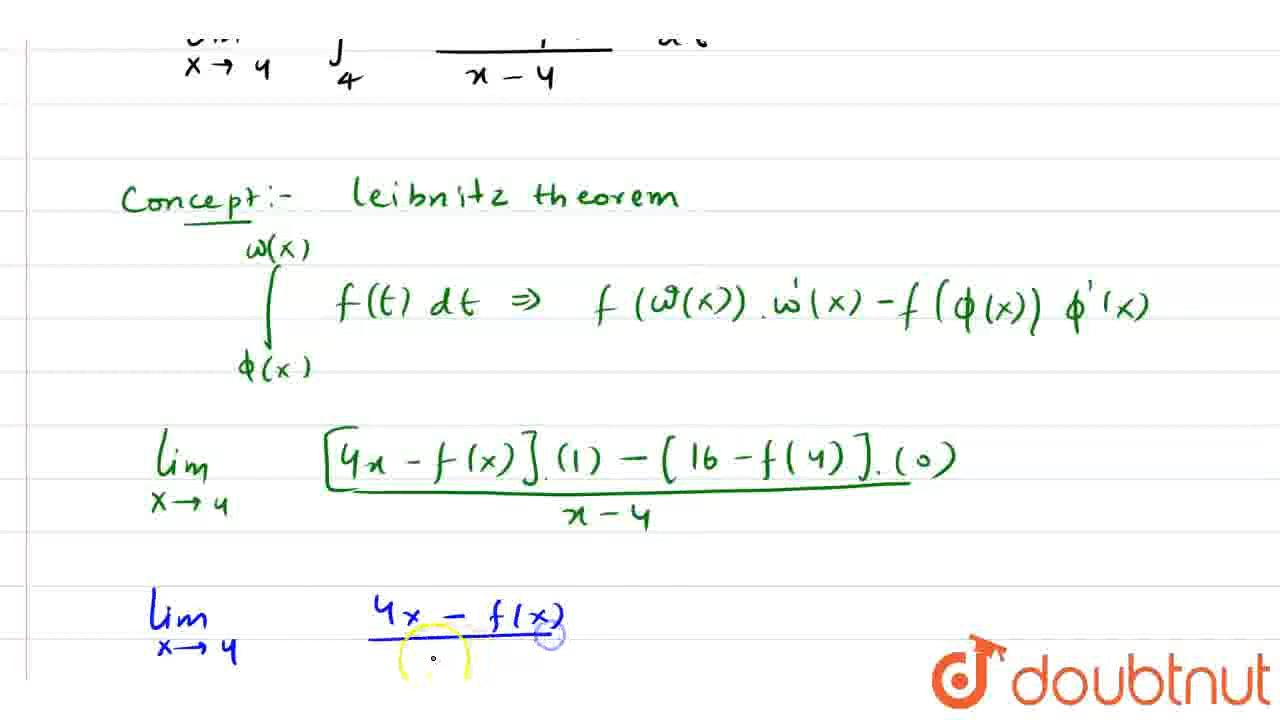 x → 4 ∫ 4 x - 4
Concept:- Leibnitz theorem
ω(x)
∫ f(t) dt ⇒ f(ω(x)).ω'(x) - f(ϕ(x)) ϕ'(x)
ϕ(x)
lim [4x - f(x)].(1) - [16 - f(4)].(0)
x → 4 x - 4
lim 4x - f(x)
x → 4
doubtnut